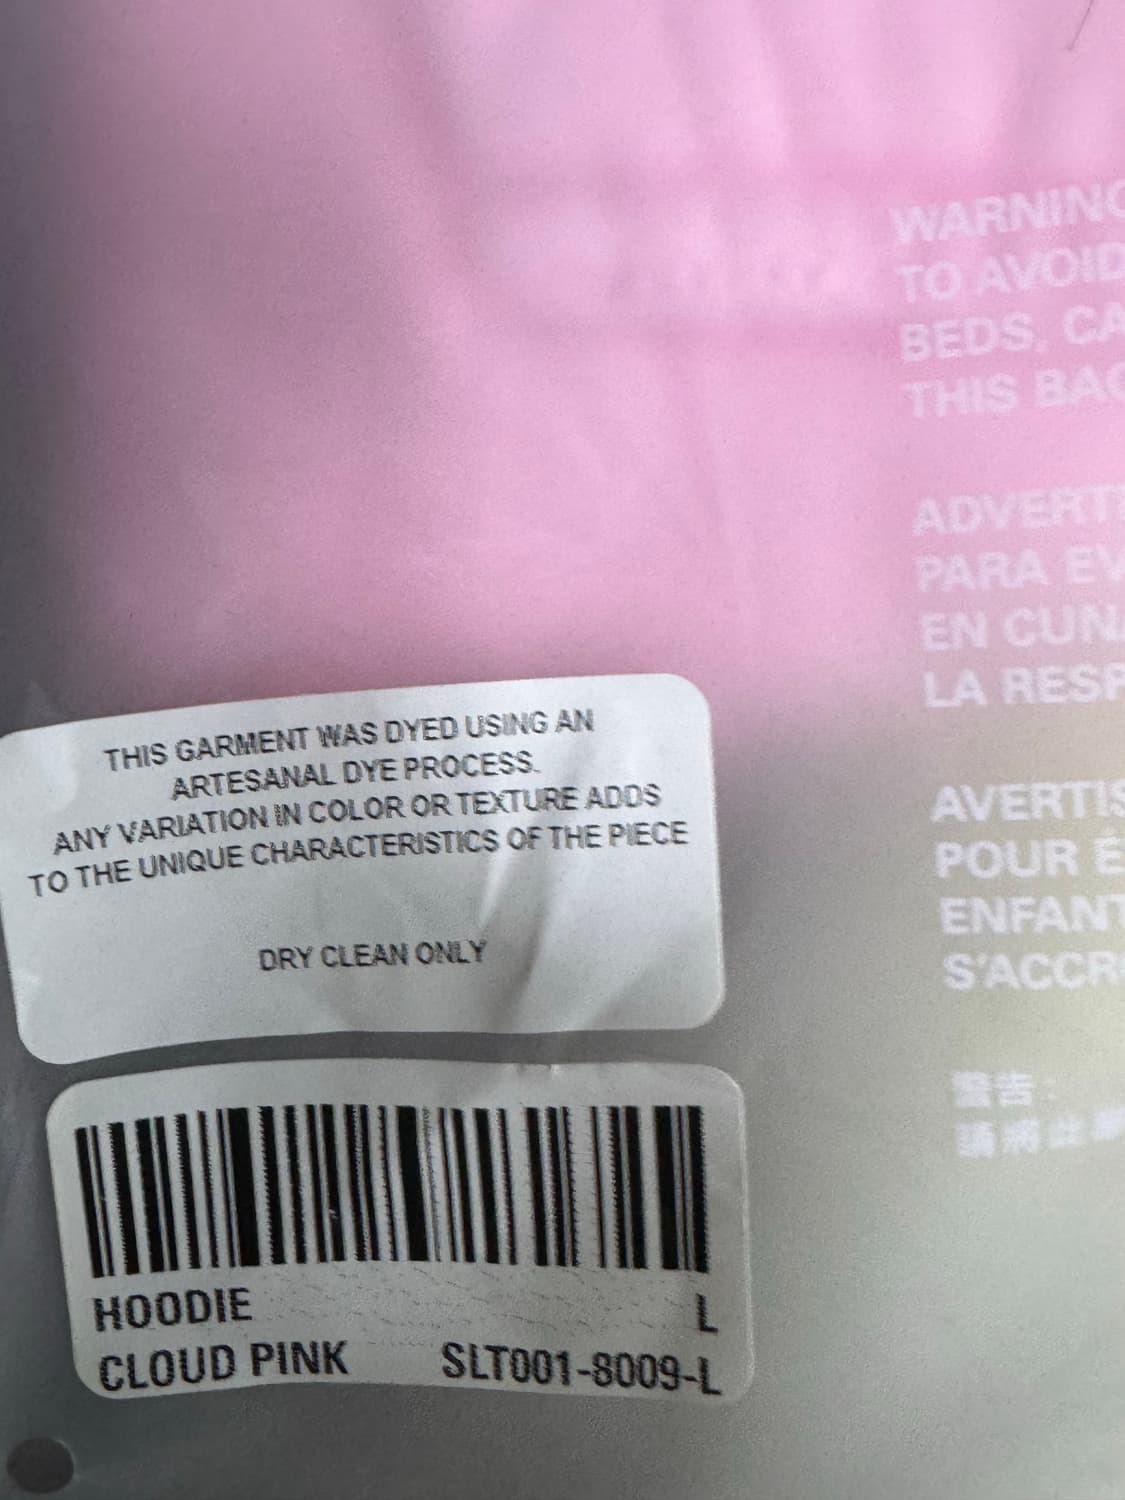 WARNING
TO AVOID
BEDS, CA
THIS BAG
ADVERTE
PARA EV
EN CUNA
LA RESP
AVERTIS
POUR É
ENFANT
S'ACCR
警告:
THIS GARMENT WAS DYED USING AN
ARTESANAL DYE PROCESS.
ANY VARIATION IN COLOR OR TEXTURE ADDS
TO THE UNIQUE CHARACTERISTICS OF THE PIECE
DRY CLEAN ONLY
HOODIE L
CLOUD PINK SLT001-8009-L